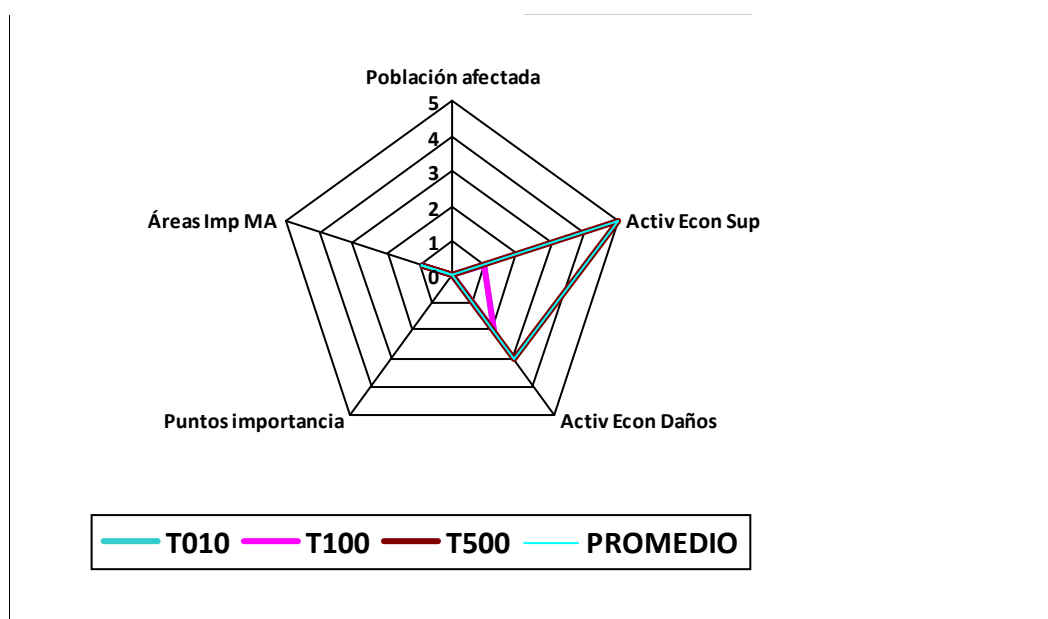 Población afectada
5
4
3
2
1
0
Áreas Imp MA
Activ Econ Sup
Puntos importancia
Activ Econ Daños
T010 T100 T500 PROMEDIO